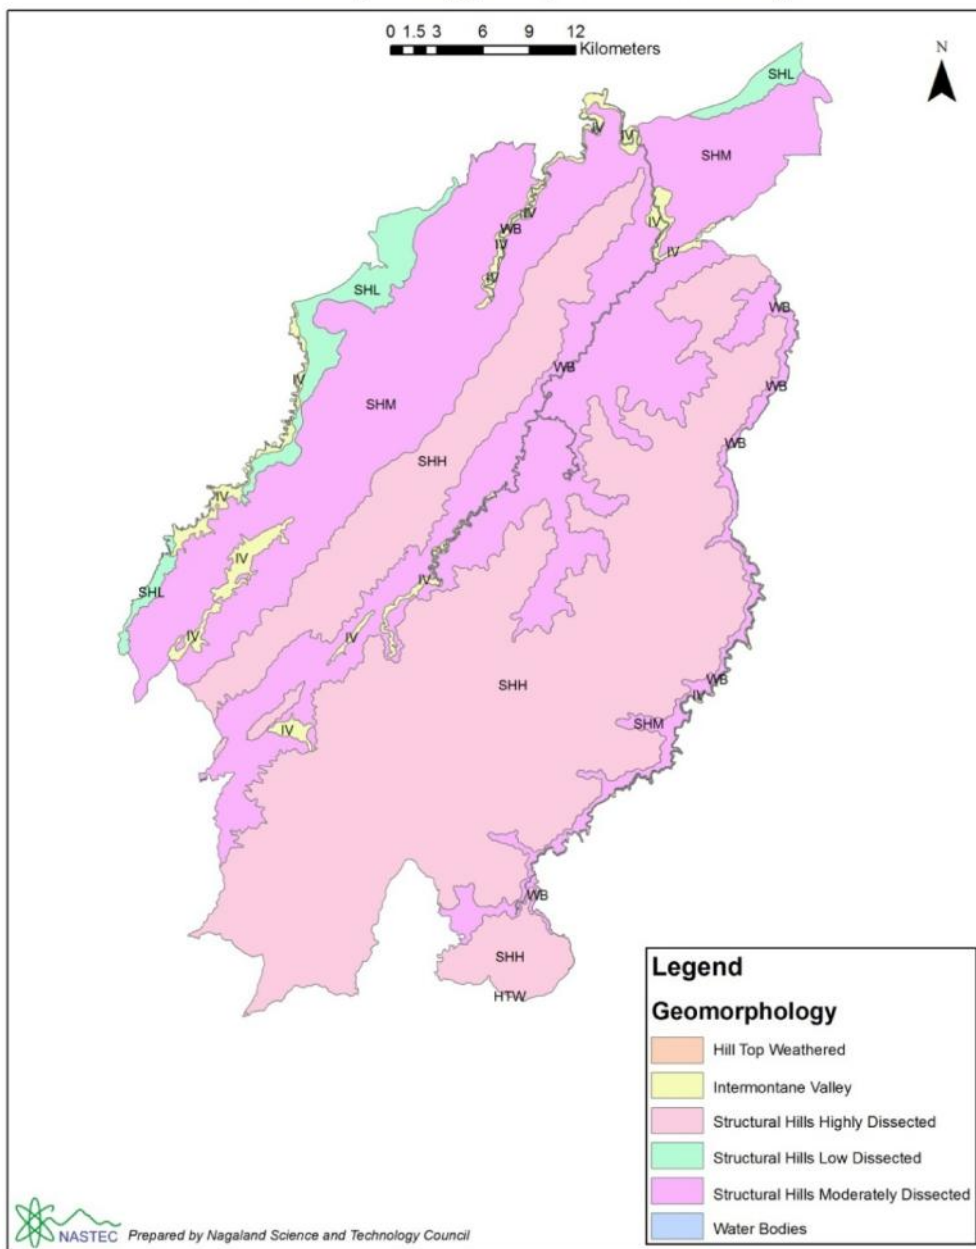 0 1.5 3 6 9 12
Kilometers
N
SHL
IV
IV
SHM
IV
WB
IV
IV
IV
IV
SHL
WB
IV
WB
WB
SHM
WB
SHH
IV
IV
IV
SHL
IV
IV
SHH
WB
IV
SHM
IV
WB
SHH
HTW
Legend
Geomorphology
Hill Top Weathered
Intermontane Valley
Structural Hills Highly Dissected
Structural Hills Low Dissected
Structural Hills Moderately Dissected
Water Bodies
NASTEC Prepared by Nagaland Science and Technology Council